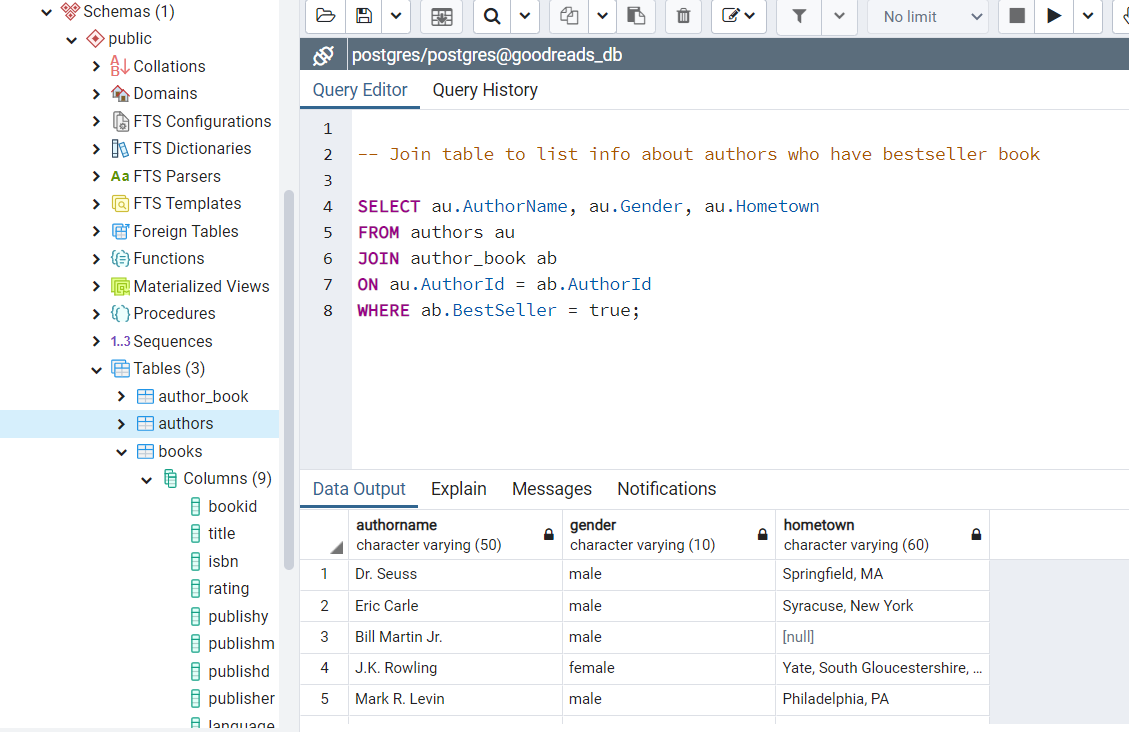 Schemas (1)
public
Collations
Domains
FTS Configurations
FTS Dictionaries
Aa FTS Parsers
FTS Templates
Foreign Tables
Functions
Materialized Views
Procedures
1..3 Sequences
Tables (3)
author_book
authors
books
Columns (9)
bookid
title
isbn
rating
publishy
publishm
publishd
publisher
language
No limit
postgres/postgres@goodreads_db
Query Editor Query History
1
2 -- Join table to list info about authors who have bestseller book
3
4 SELECT au.AuthorName, au.Gender, au.Hometown
5 FROM authors au
6 JOIN author_book ab
7 ON au.AuthorId = ab.AuthorId
8 WHERE ab.BestSeller = true;
Data Output Explain Messages Notifications
authorname gender hometown
character varying (50) character varying (10) character varying (60)
1 Dr. Seuss male Springfield, MA
2 Eric Carle male Syracuse, New York
3 Bill Martin Jr. male [null]
4 J.K. Rowling female Yate, South Gloucestershire, ...
5 Mark R. Levin male Philadelphia, PA